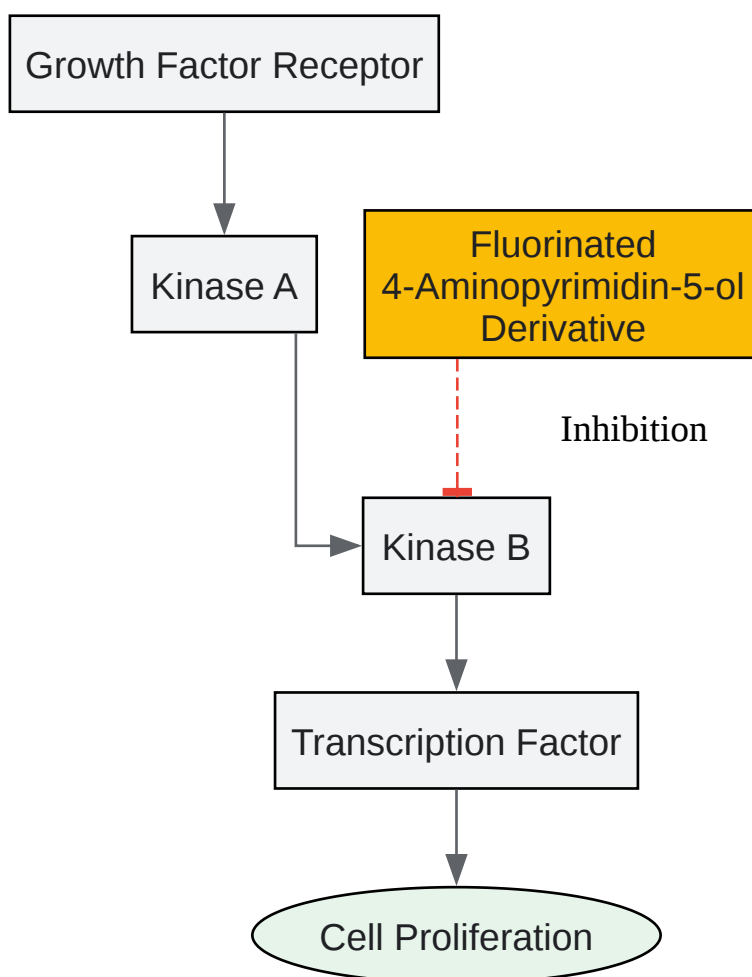 Growth Factor Receptor
Kinase A
Fluorinated
4-Aminopyrimidin-5-ol
Derivative
Inhibition
Kinase B
Transcription Factor
Cell Proliferation